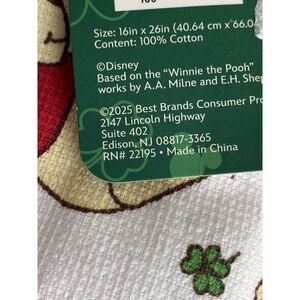 Size: 16in x 26in (40.64 cm x 66.04
Content: 100% Cotton
©Disney
Based on the "Winnie the Pooh"
works by A.A. Milne and E.H. Shep
©2025 Best Brands Consumer Pro
2147 Lincoln Highway
Suite 402
Edison, NJ 08817-3365
RN# 22195 • Made in China